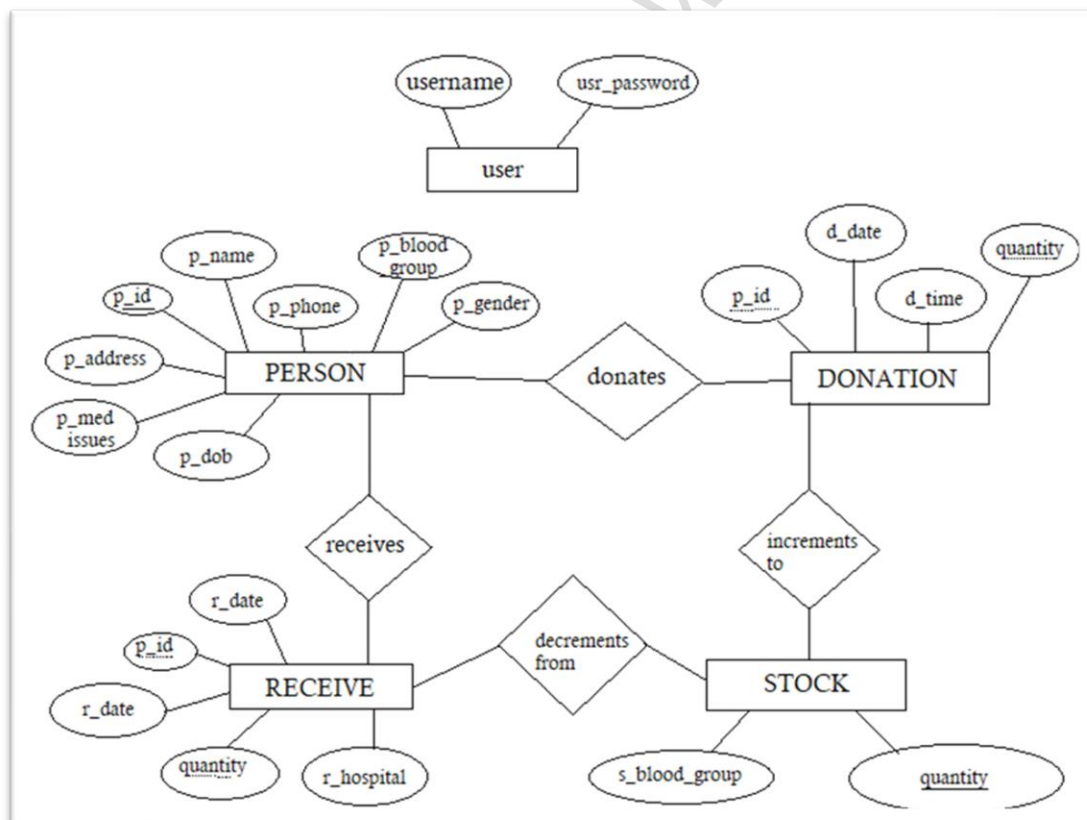 username
usr_password
user
d_date
p_name
p_blood
group
quantity
p_id
p_phone
p_gender
p_id
d_time
p_address
PERSON
donates
DONATION
p_med
issues
p_dob
receives
increments
to
r_date
p_id
decrements
from
RECEIVE
STOCK
r_date
quantity
r_hospital
s_blood_group
quantity